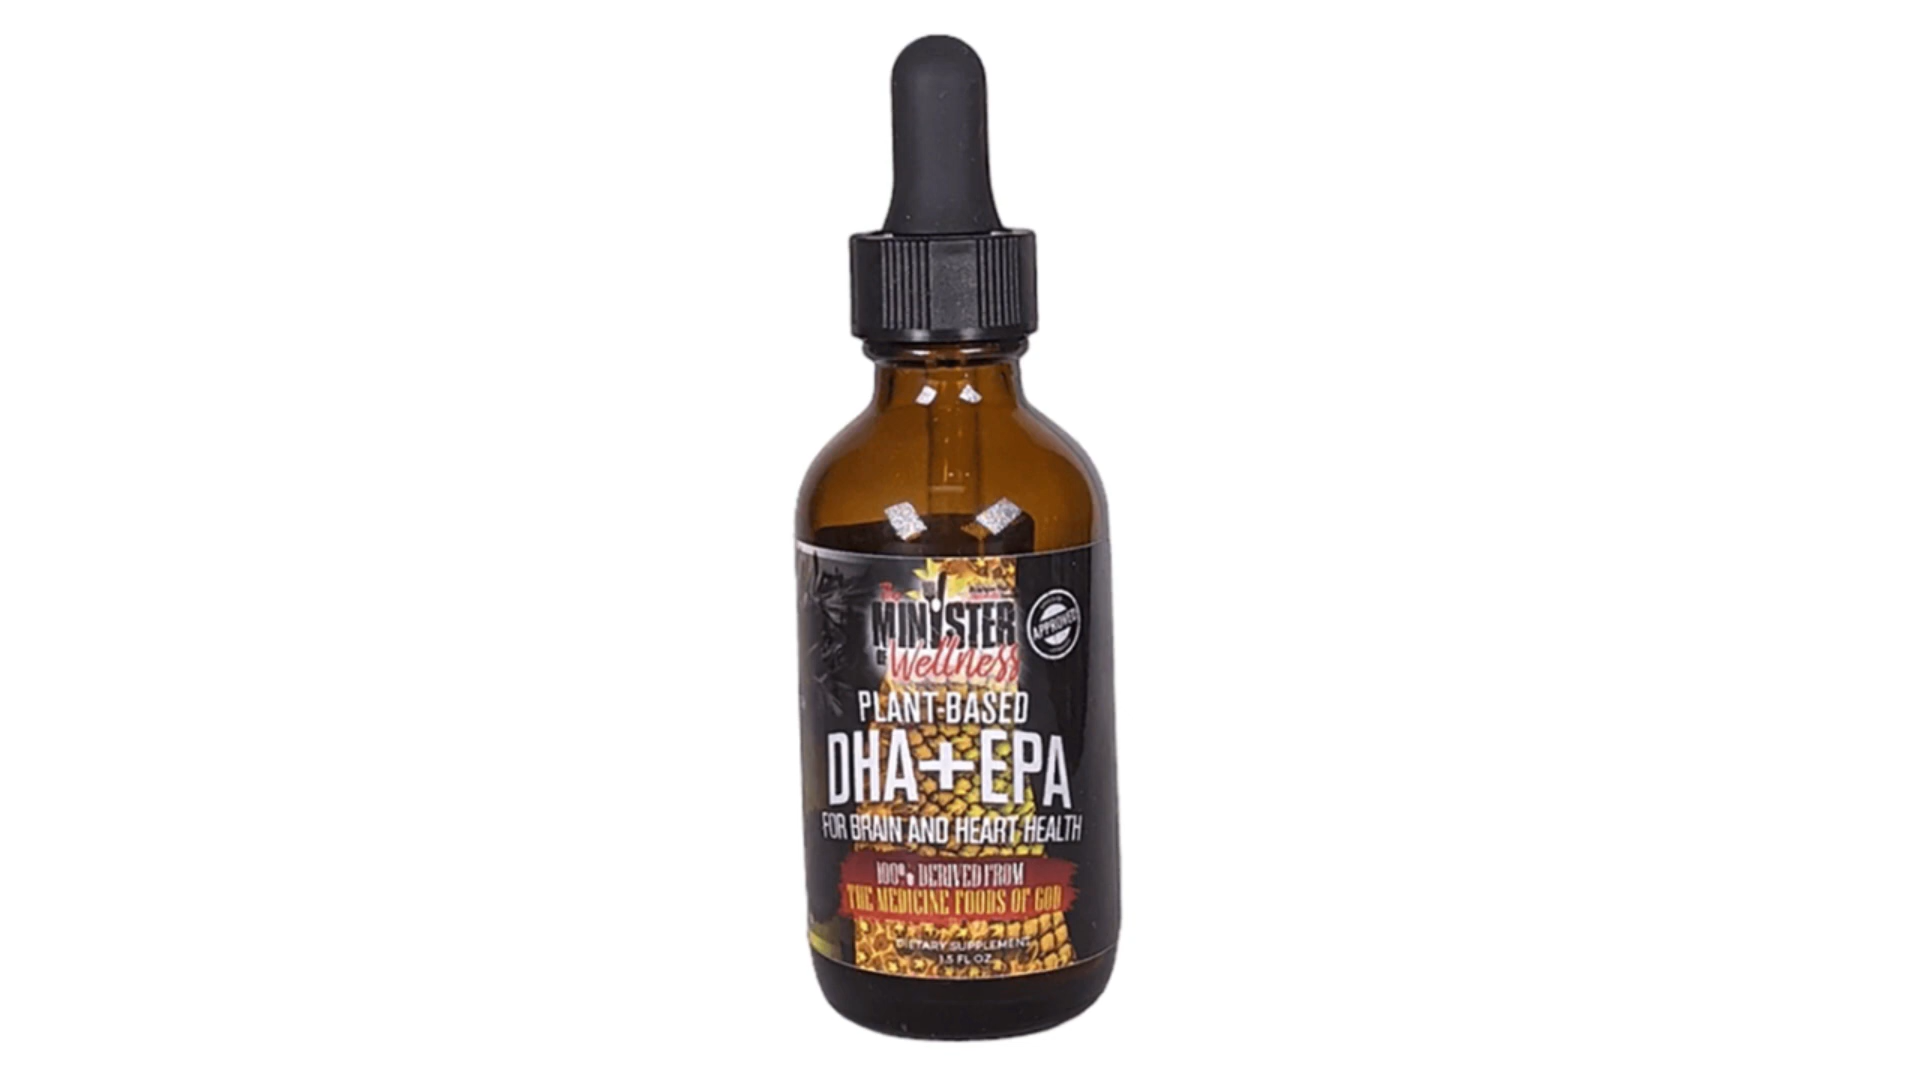 The
MINISTER
OF Wellness
APPROVED
PLANT-BASED
DHA+EPA
FOR BRAIN AND HEART HEALTH
100% DERIVED FROM
THE MEDICINE FOODS OF GOD
DIETARY SUPPLEMENT
1.5 FL OZ